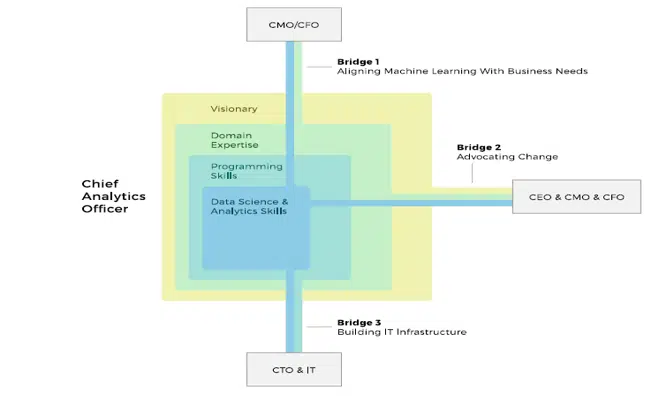 CMO/CFO
Bridge 1
Aligning Machine Learning With Business Needs
Visionary
Domain
Expertise
Programming
Skills
Data Science &
Analytics Skills
Chief
Analytics
Officer
Bridge 2
Advocating Change
CEO & CMO & CFO
Bridge 3
Building IT Infrastructure
CTO & IT